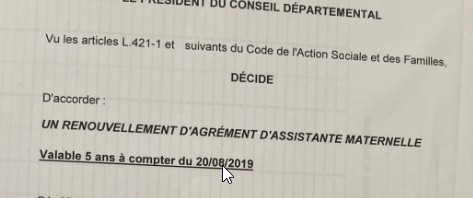 LE PRÉSIDENT DU CONSEIL DÉPARTEMENTAL
Vu les articles L.421-1 et suivants du Code de l'Action Sociale et des Familles,
DÉCIDE
D'accorder :
UN RENOUVELLEMENT D'AGRÉMENT D'ASSISTANTE MATERNELLE
Valable 5 ans à compter du 20/08/2019